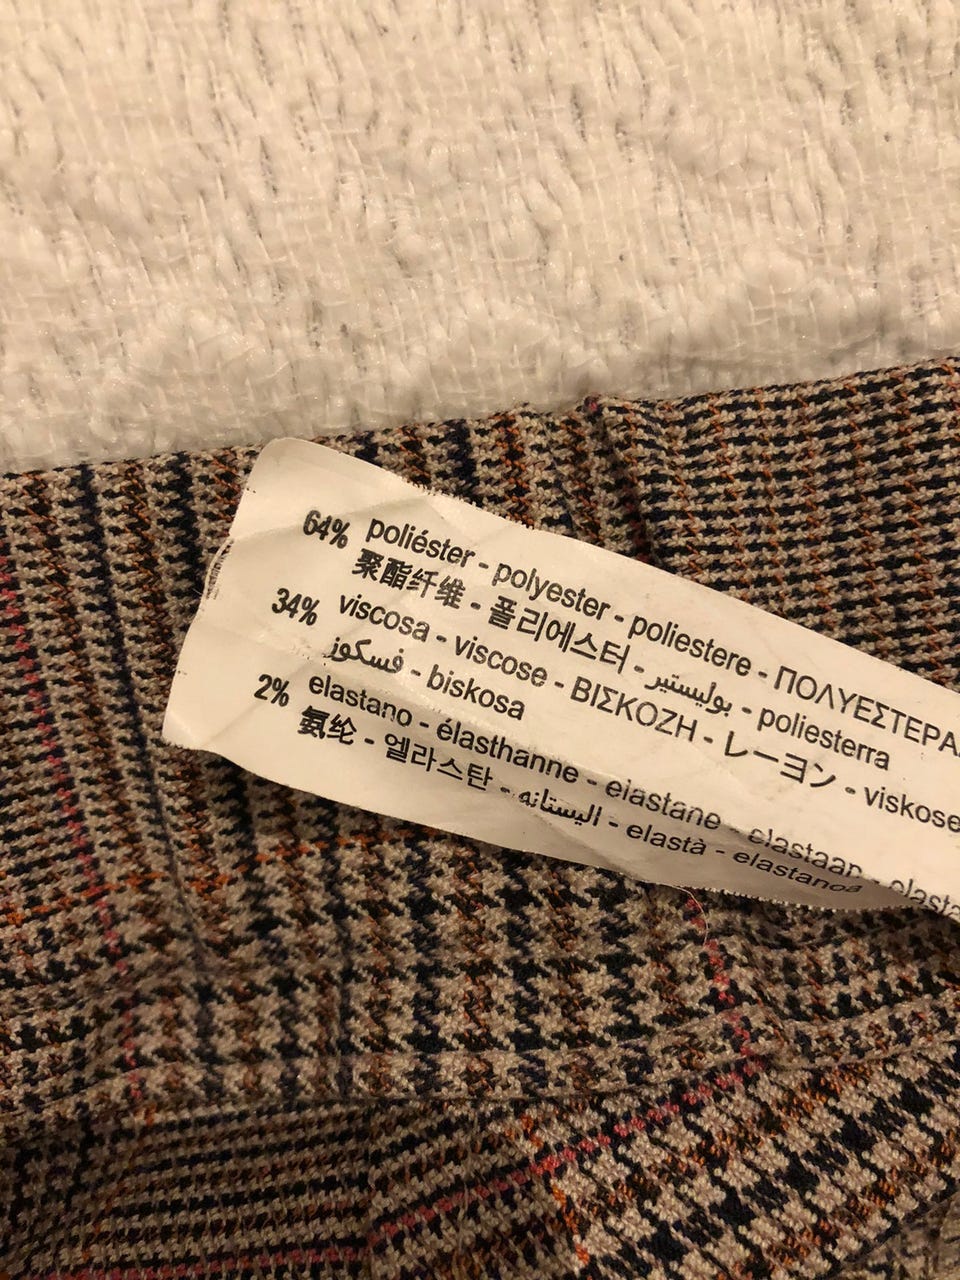 64% poliéster - polyester - poliestere - ΠΟΛΥΕΣΤΕΡΑ
聚酯纤维 - 폴리에스터 - بوليستير - poliesterra
34% viscosa - viscose - ΒΙΣΚΟΖΗ - レーヨン - viskose
فسكوز - biskosa
2% elastano - élasthanne - elastane - elastaan - elasta
氨纶 - 엘라스탄 - اليستانه - elastà - elastanoa